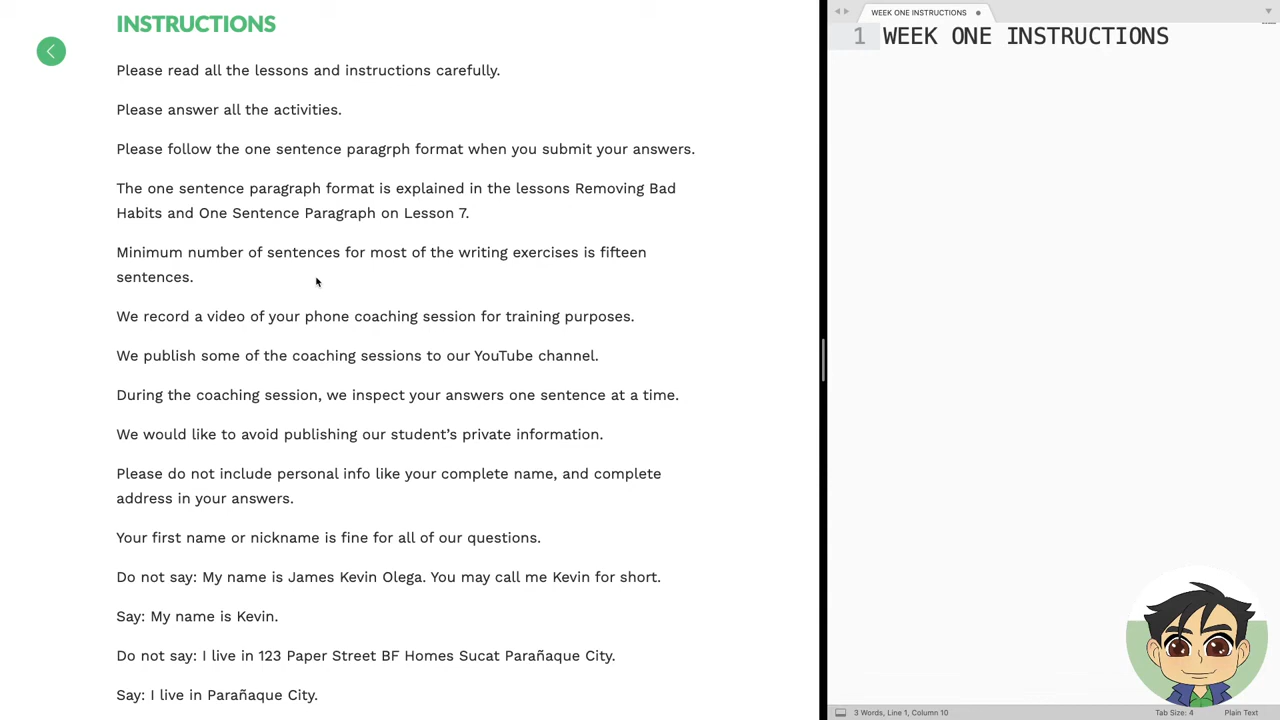 INSTRUCTIONS
Please read all the lessons and instructions carefully.
Please answer all the activities.
Please follow the one sentence paragrph format when you submit your answers.
The one sentence paragraph format is explained in the lessons Removing Bad
Habits and One Sentence Paragraph on Lesson 7.
Minimum number of sentences for most of the writing exercises is fifteen
sentences.
We record a video of your phone coaching session for training purposes.
We publish some of the coaching sessions to our YouTube channel.
During the coaching session, we inspect your answers one sentence at a time.
We would like to avoid publishing our student’s private information.
Please do not include personal info like your complete name, and complete
address in your answers.
Your first name or nickname is fine for all of our questions.
Do not say: My name is James Kevin Olega. You may call me Kevin for short.
Say: My name is Kevin.
Do not say: I live in 123 Paper Street BF Homes Sucat Parañaque City.
Say: I live in Parañaque City.
WEEK ONE INSTRUCTIONS
1 WEEK ONE INSTRUCTIONS
3 Words, Line 1, Column 10
Tab Size: 4
Plain Text